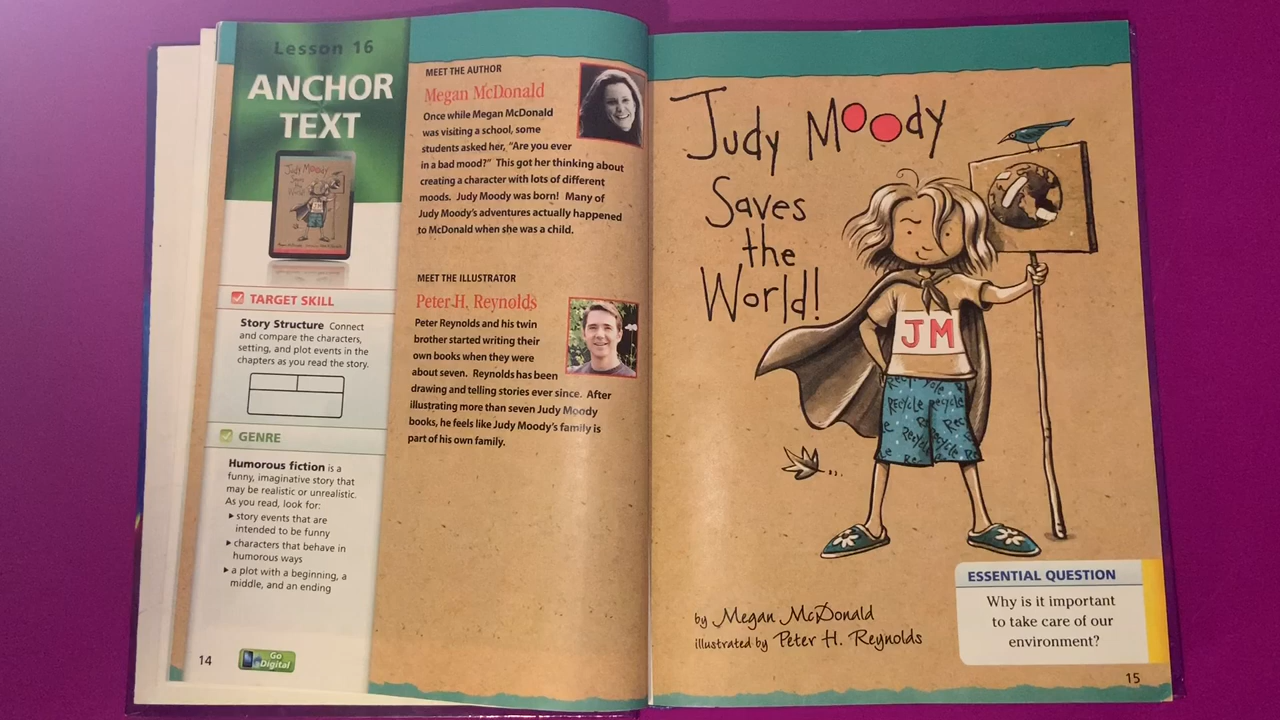 Lesson 16
ANCHOR
TEXT
Judy Moody
Saves
the
World!
TARGET SKILL
Story Structure Connect
and compare the characters,
setting, and plot events in the
chapters as you read the story.
GENRE
Humorous fiction is a
funny, imaginative story that
may be realistic or unrealistic.
As you read, look for:
▸ story events that are
intended to be funny
▸ characters that behave in
humorous ways
▸ a plot with a beginning, a
middle, and an ending
14
Go
Digital
MEET THE AUTHOR
Megan McDonald
Once while Megan McDonald
was visiting a school, some
students asked her, “Are you ever
in a bad mood?” This got her thinking about
creating a character with lots of different
moods. Judy Moody was born! Many of
Judy Moody’s adventures actually happened
to McDonald when she was a child.
MEET THE ILLUSTRATOR
Peter H. Reynolds
Peter Reynolds and his twin
brother started writing their
own books when they were
about seven. Reynolds has been
drawing and telling stories ever since. After
illustrating more than seven Judy Moody
books, he feels like Judy Moody’s family is
part of his own family.
Judy Moody
Saves
the
World!
JM
Recycle
Recycle recycle
Rec
Recy
by Megan McDonald
illustrated by Peter H. Reynolds
ESSENTIAL QUESTION
Why is it important
to take care of our
environment?
15